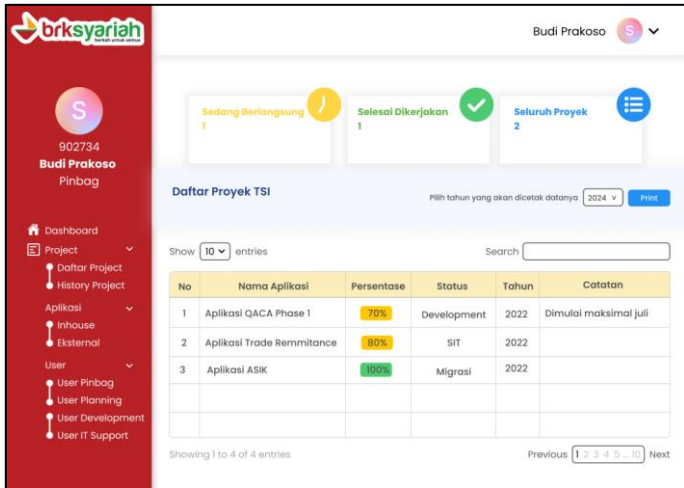 brksyariah
berkah untuk semua
Budi Prakoso S
S
902734
Budi Prakoso
Pinbag
Dashboard
Project
Daftar Project
History Project
Aplikasi
Inhouse
Eksternal
User
User Pinbag
User Planning
User Development
User IT Support
Sedang Berlangsung
1
Selesai Dikerjakan
1
Seluruh Proyek
2
Daftar Proyek TSI
Pilih tahun yang akan dicetak datanya 2024 Print
Show 10 entries Search
No Nama Aplikasi Persentase Status Tahun Catatan
1 Aplikasi QACA Phase 1 70% Development 2022 Dimulai maksimal juli
2 Aplikasi Trade Remmitance 80% SIT 2022
3 Aplikasi ASIK 100% Migrasi 2022
Showing 1 to 4 of 4 entries Previous 1 2 3 4 5 ... 10 Next